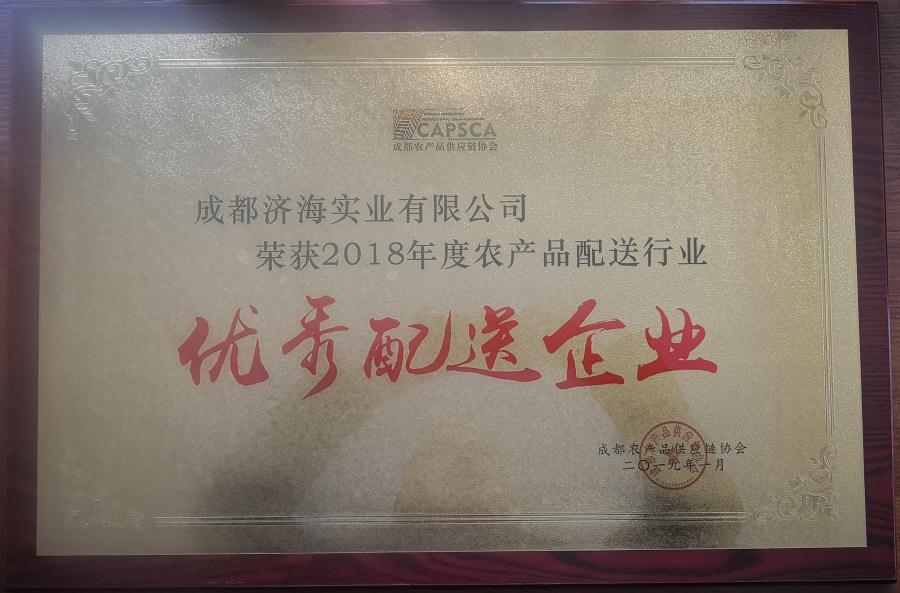 CAPSCA
成都农产品供应链协会
成都济海实业有限公司
荣获2018年度农产品配送行业
优秀配送企业
成都农产品供应链协会
二〇一九年一月